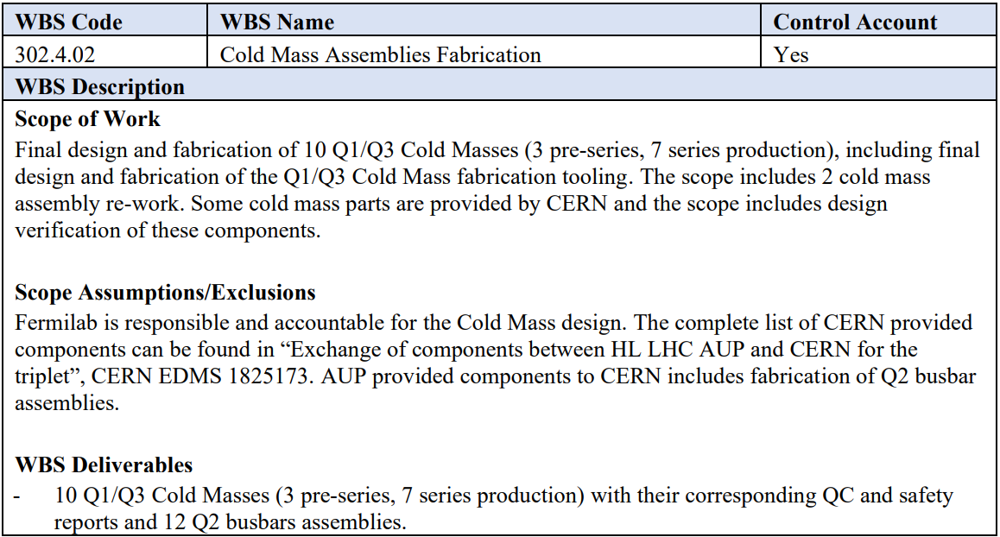 WBS Code WBS Name Control Account
302.4.02 Cold Mass Assemblies Fabrication Yes
WBS Description
Scope of Work
Final design and fabrication of 10 Q1/Q3 Cold Masses (3 pre-series, 7 series production), including final
design and fabrication of the Q1/Q3 Cold Mass fabrication tooling. The scope includes 2 cold mass
assembly re-work. Some cold mass parts are provided by CERN and the scope includes design
verification of these components.
Scope Assumptions/Exclusions
Fermilab is responsible and accountable for the Cold Mass design. The complete list of CERN provided
components can be found in “Exchange of components between HL LHC AUP and CERN for the
triplet”, CERN EDMS 1825173. AUP provided components to CERN includes fabrication of Q2 busbar
assemblies.
WBS Deliverables
- 10 Q1/Q3 Cold Masses (3 pre-series, 7 series production) with their corresponding QC and safety
reports and 12 Q2 busbars assemblies.